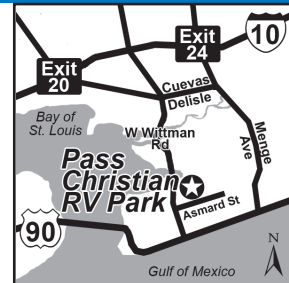 10
Exit
24
Exit
20
Cuevas
Delisle
Bay of
St. Louis
W Wittman
Rd
Menge
Ave
Pass
Christian
RV Park
Asmard St
90
N
Gulf of Mexico